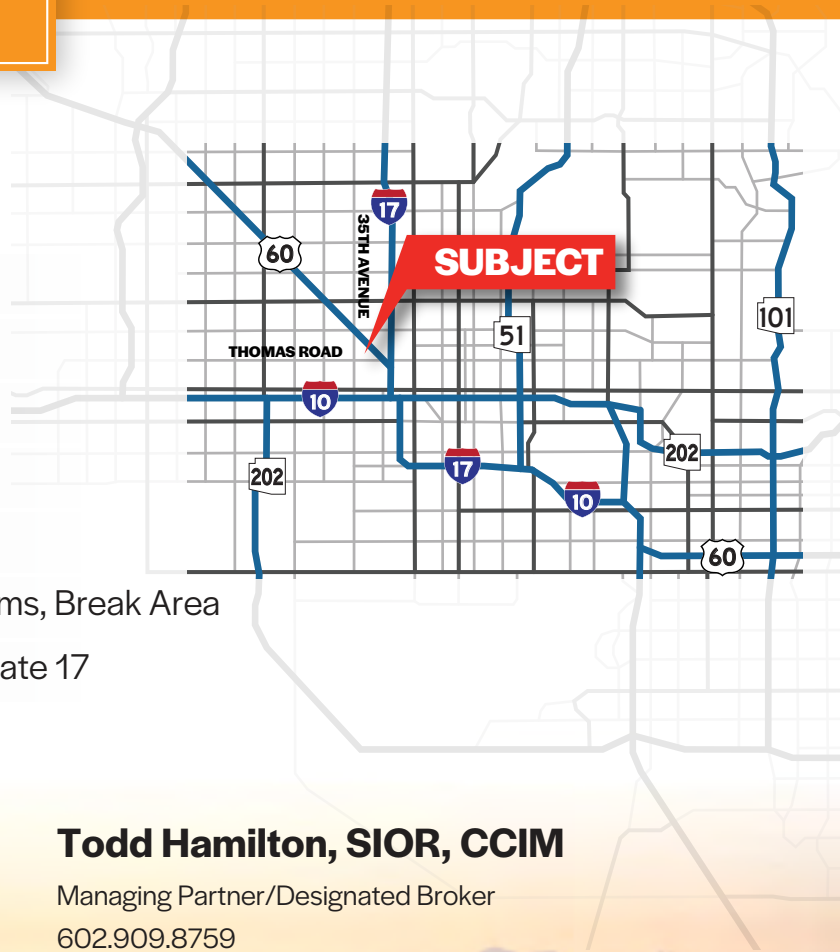 17
35TH AVENUE
60
SUBJECT
51
101
THOMAS ROAD
10
202
17
202
10
60
ms, Break Area
ate 17
Todd Hamilton, SIOR, CCIM
Managing Partner/Designated Broker
602.909.8759